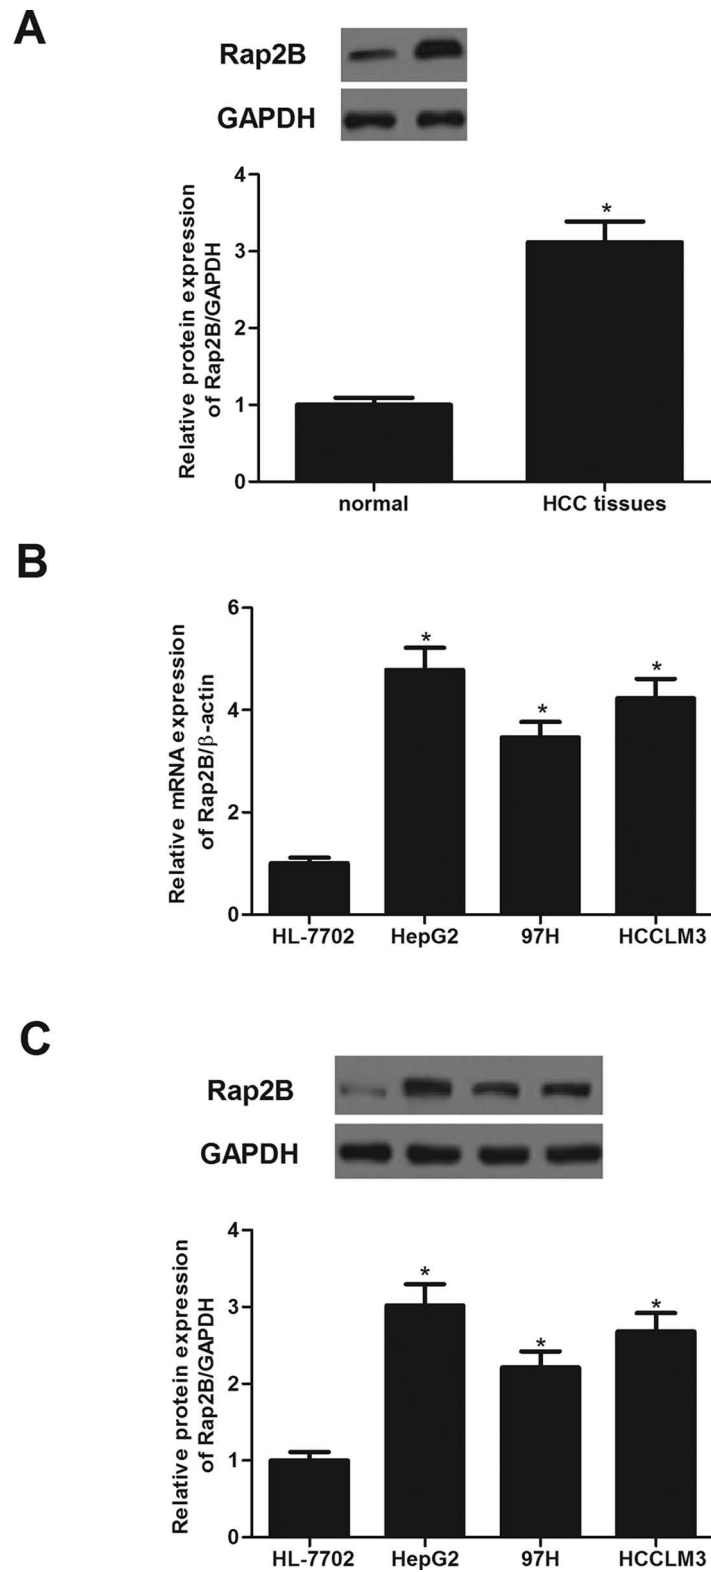 A
Rap2B
GAPDH
Relative protein expression
of Rap2B/GAPDH
4
3
2
1
0
*
normal
HCC tissues
B
Relative mRNA expression
of Rap2B/β-actin
6
4
2
0
*
*
*
HL-7702
HepG2
97H
HCCLM3
C
Rap2B
GAPDH
Relative protein expression
of Rap2B/GAPDH
4
3
2
1
0
*
*
*
HL-7702
HepG2
97H
HCCLM3